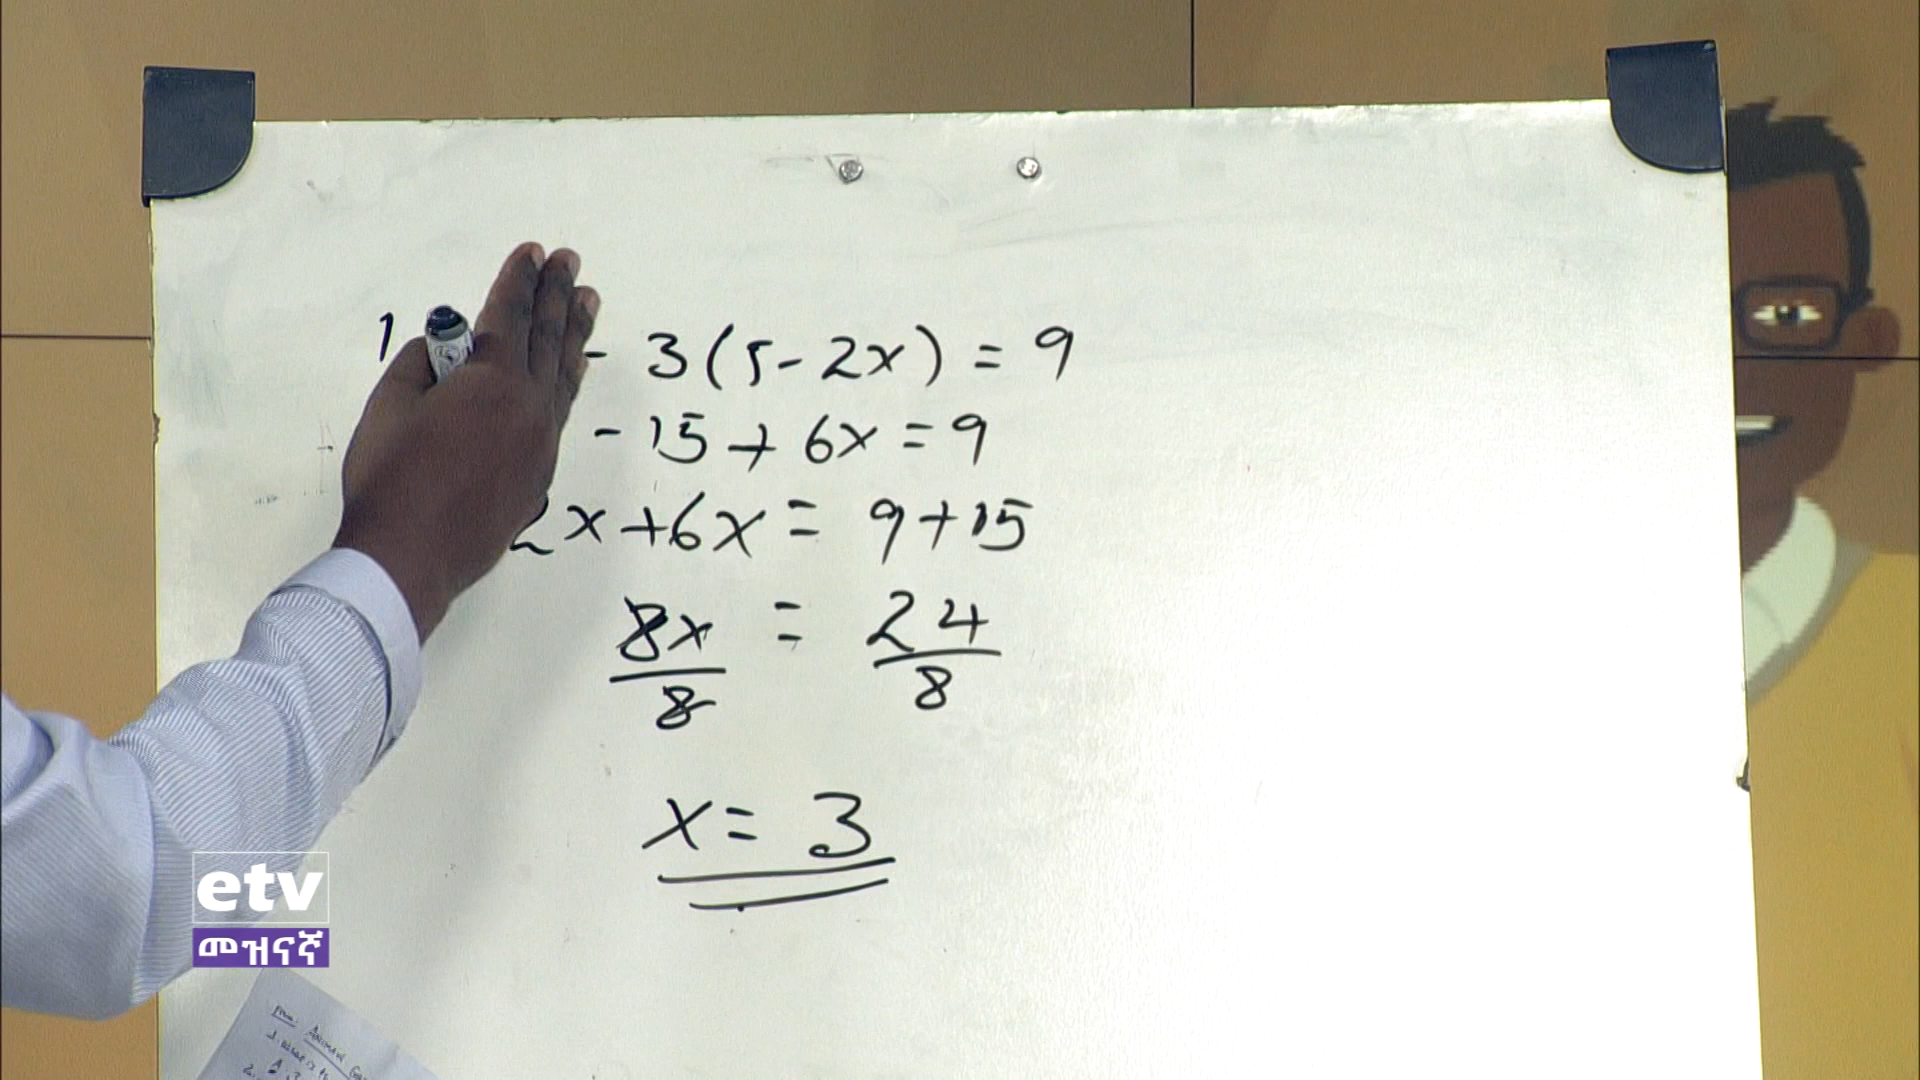 1 - 3(5-2x) = 9
- 15 + 6x = 9
2x+6x = 9+15
8x/8 = 24/8
x = 3
etv
መዝናኛ